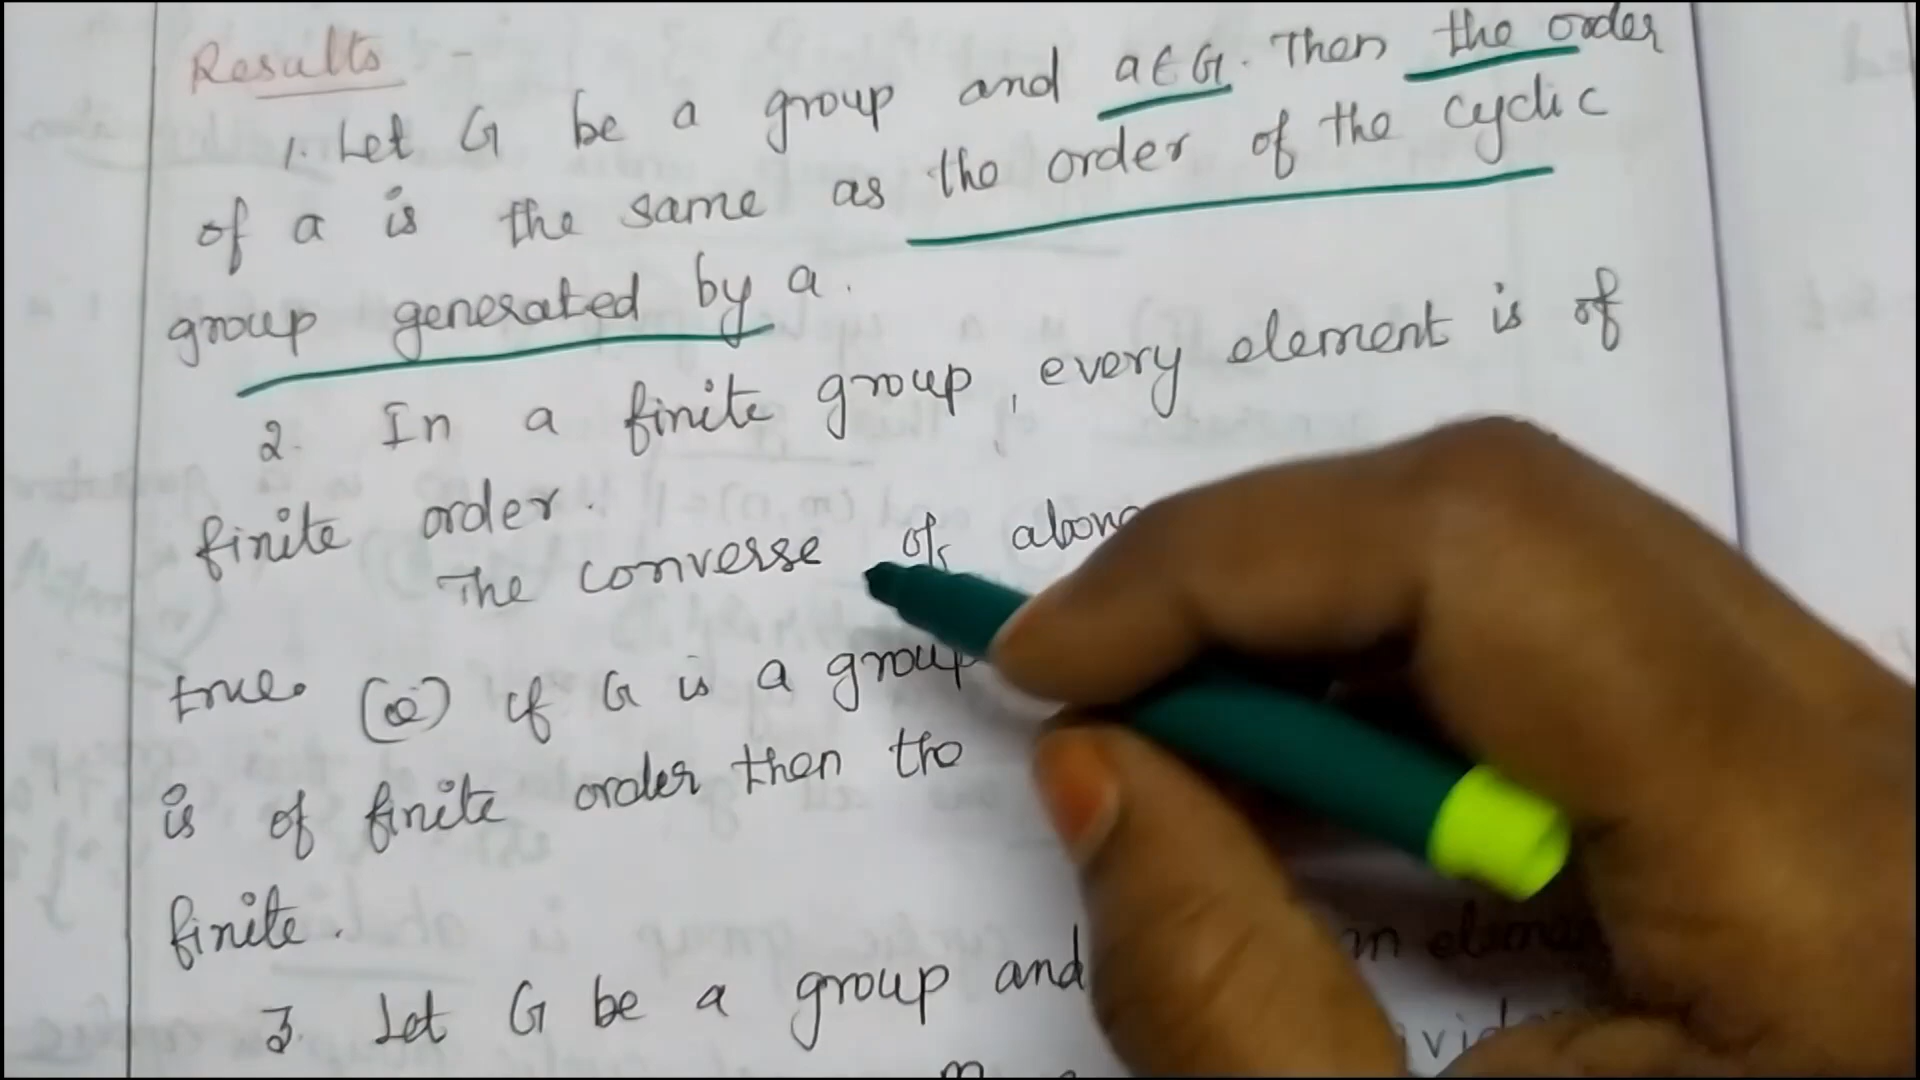 Results -
1. Let G be a group and a∈G. Then the order
of a is the same as the order of the cyclic
group generated by a.
2. In a finite group, every element is of
finite order.
The converse of
true. (ie) if G is a group
is of finite order then the
finite.
3. Let G be a group and an
m